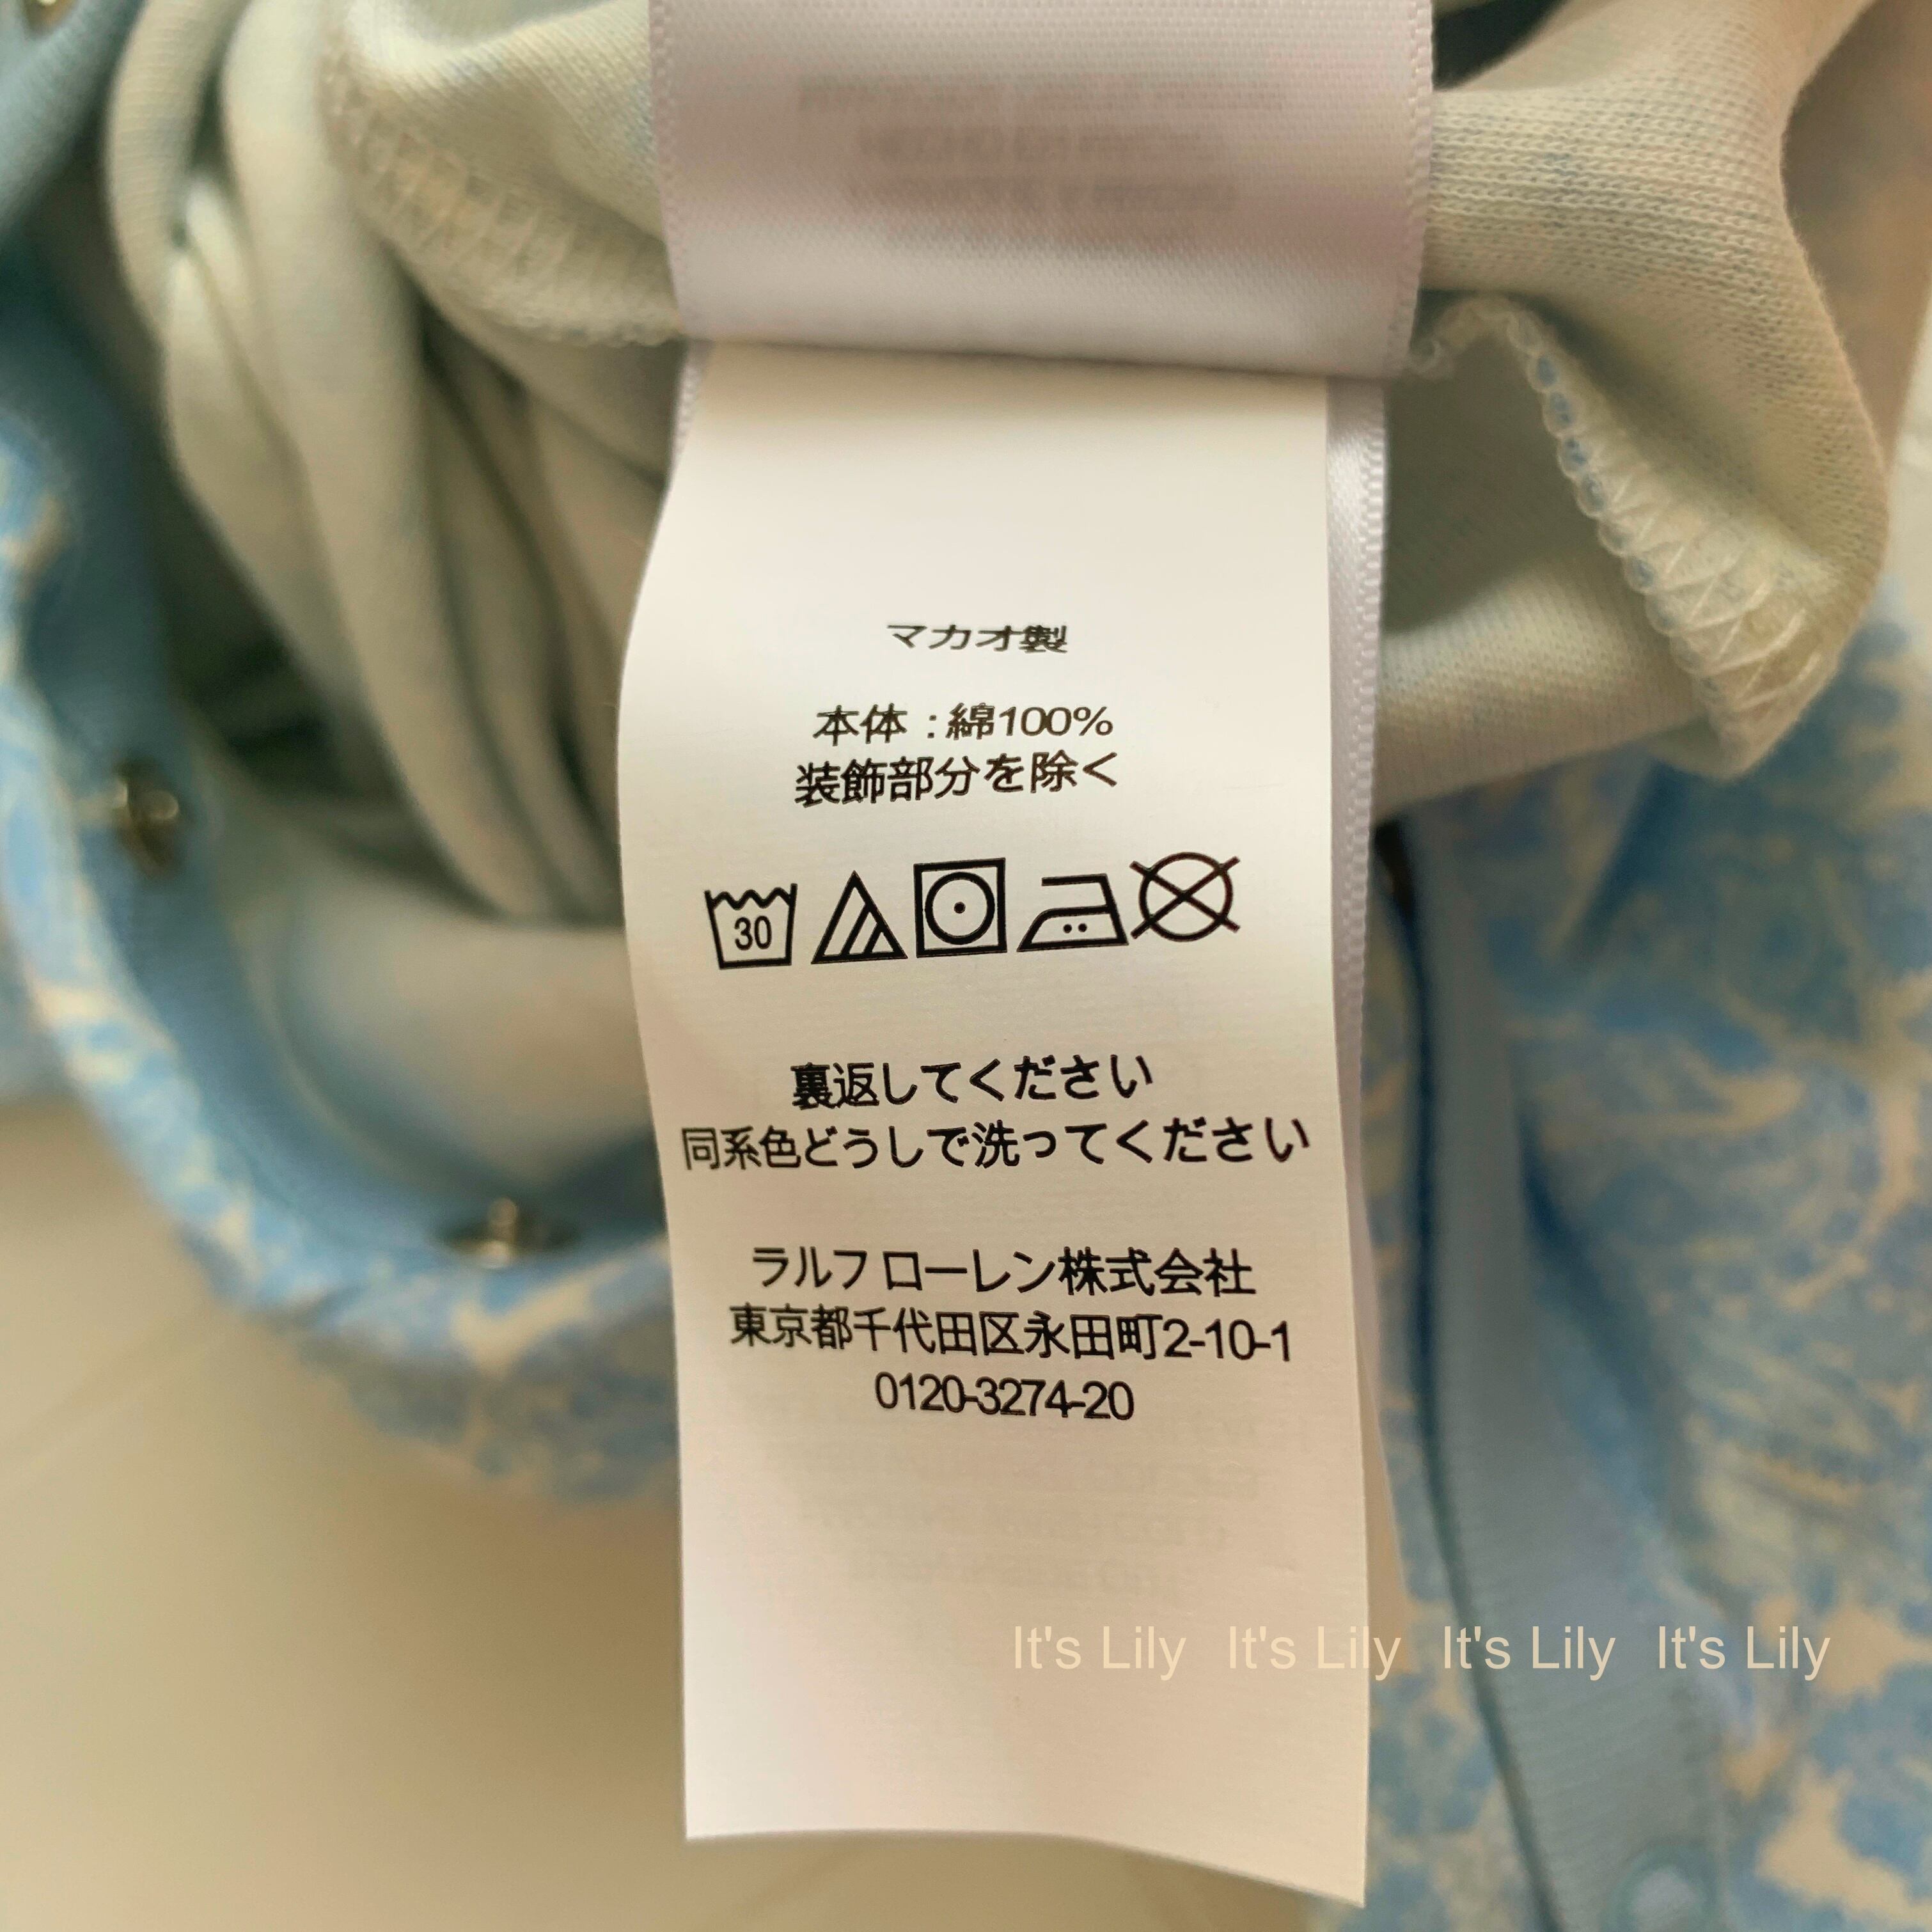 マカオ製
本体 : 綿100%
装飾部分を除く
30
裏返してください
同系色どうしで洗ってください
ラルフ ローレン株式会社
東京都千代田区永田町2-10-1
0120-3274-20
It's Lily It's Lily It's Lily It's Lily